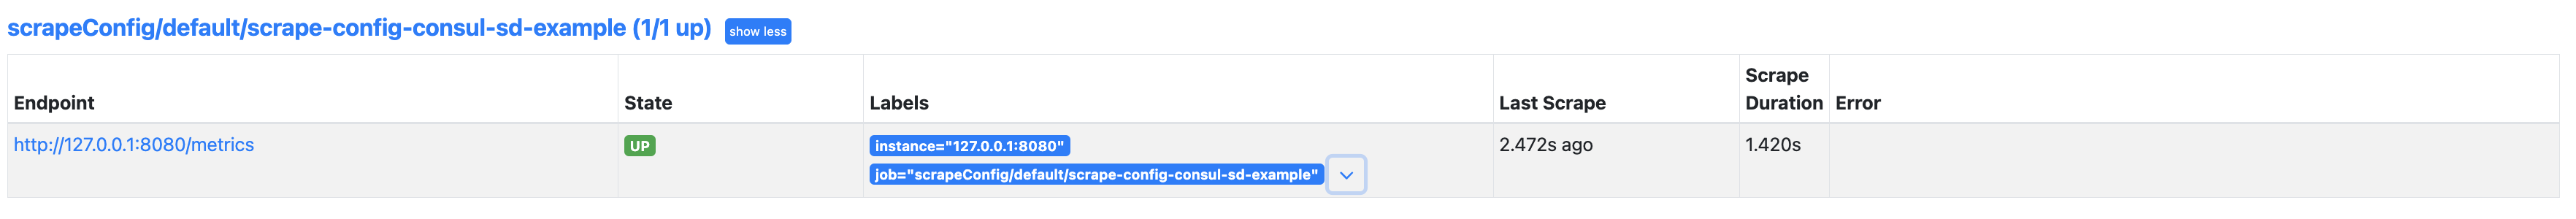 scrapeConfig/default/scrape-config-consul-sd-example (1/1 up) show less
Endpoint State Labels Last Scrape Scrape Duration Error
http://127.0.0.1:8080/metrics UP instance="127.0.0.1:8080" 2.472s ago 1.420s
job="scrapeConfig/default/scrape-config-consul-sd-example"